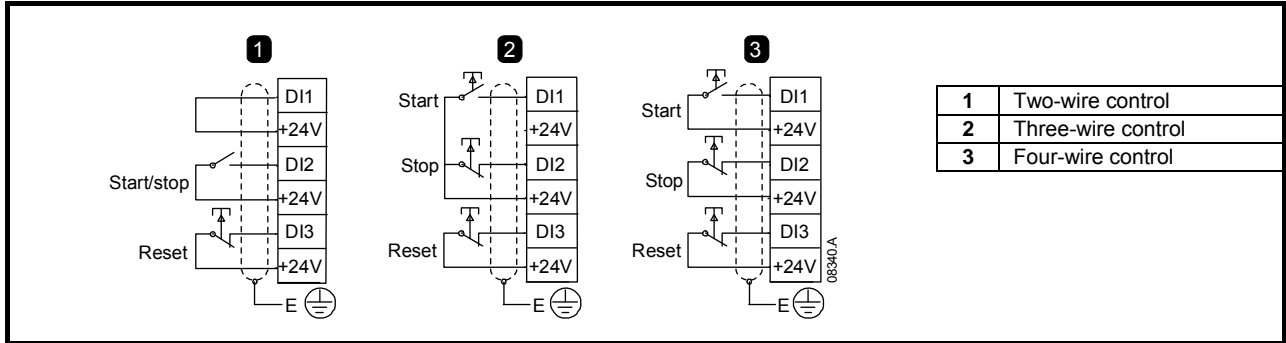 1
DI1
+24V
DI2
Start/stop
+24V
DI3
Reset
+24V
E
2
Start
DI1
+24V
Stop
DI2
+24V
DI3
Reset
+24V
E
3
DI1
Start
+24V
DI2
Stop
+24V
DI3
Reset
+24V
E
08340.A
1 Two-wire control
2 Three-wire control
3 Four-wire control